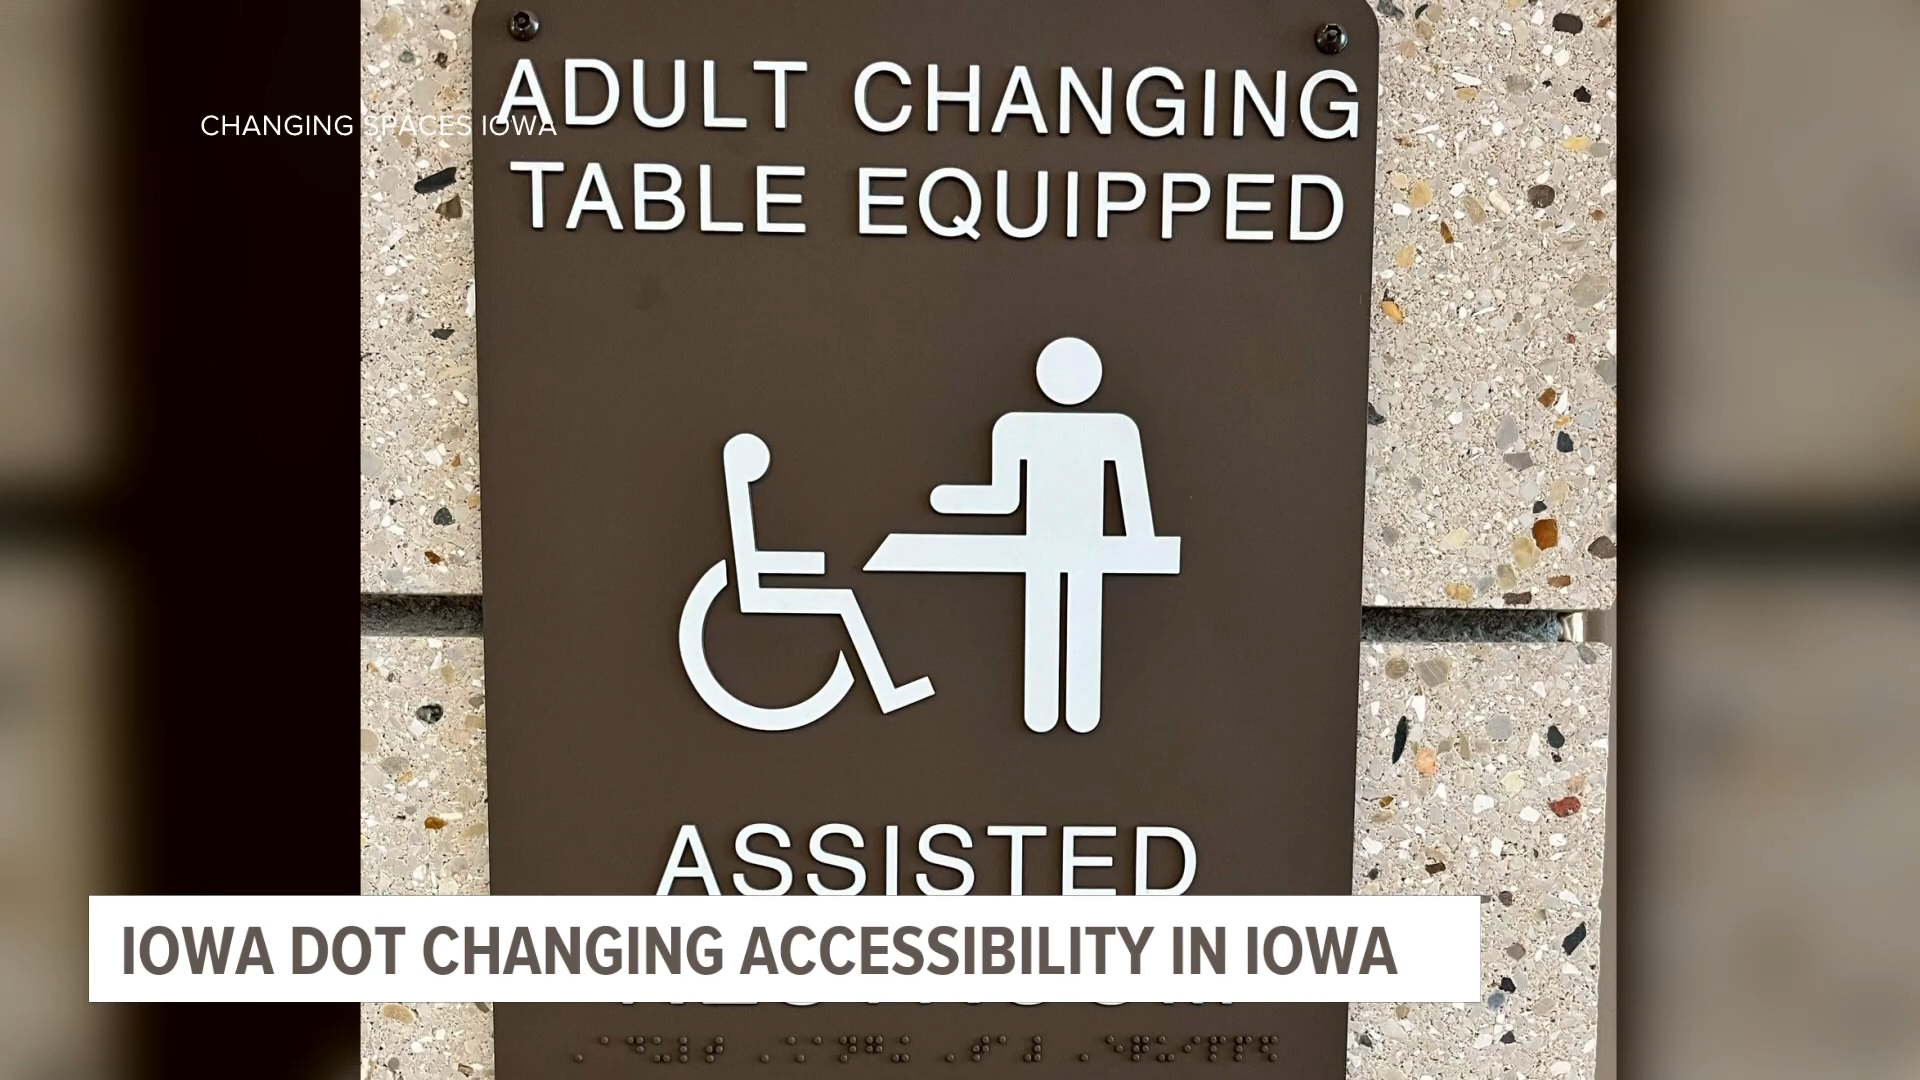 CHANGING SPACES IOWA
ADULT CHANGING
TABLE EQUIPPED
ASSISTED
IOWA DOT CHANGING ACCESSIBILITY IN IOWA